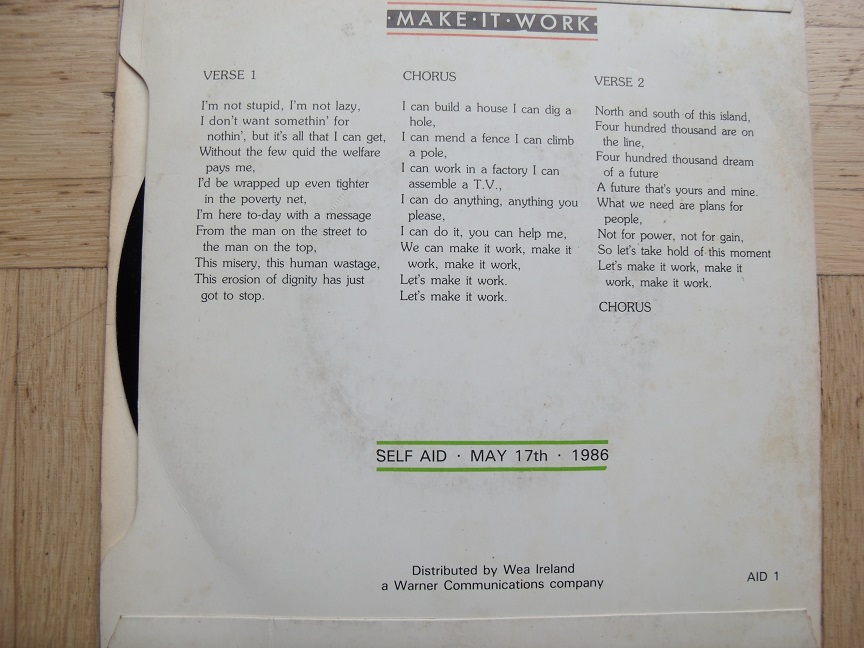 ·MAKE·IT·WORK·
VERSE 1
I'm not stupid, I'm not lazy,
I don't want somethin' for
nothin', but it's all that I can get,
Without the few quid the welfare
pays me,
I'd be wrapped up even tighter
in the poverty net,
I'm here to-day with a message
From the man on the street to
the man on the top,
This misery, this human wastage,
This erosion of dignity has just
got to stop.
CHORUS
I can build a house I can dig a
hole,
I can mend a fence I can climb
a pole,
I can work in a factory I can
assemble a T.V.,
I can do anything, anything you
please,
I can do it, you can help me,
We can make it work, make it
work, make it work,
Let's make it work.
Let's make it work.
VERSE 2
North and south of this island,
Four hundred thousand are on
the line,
Four hundred thousand dream
of a future
A future that's yours and mine.
What we need are plans for
people,
Not for power, not for gain,
So let's take hold of this moment
Let's make it work, make it
work, make it work.
CHORUS
SELF AID · MAY 17th · 1986
Distributed by Wea Ireland
a Warner Communications company
AID 1